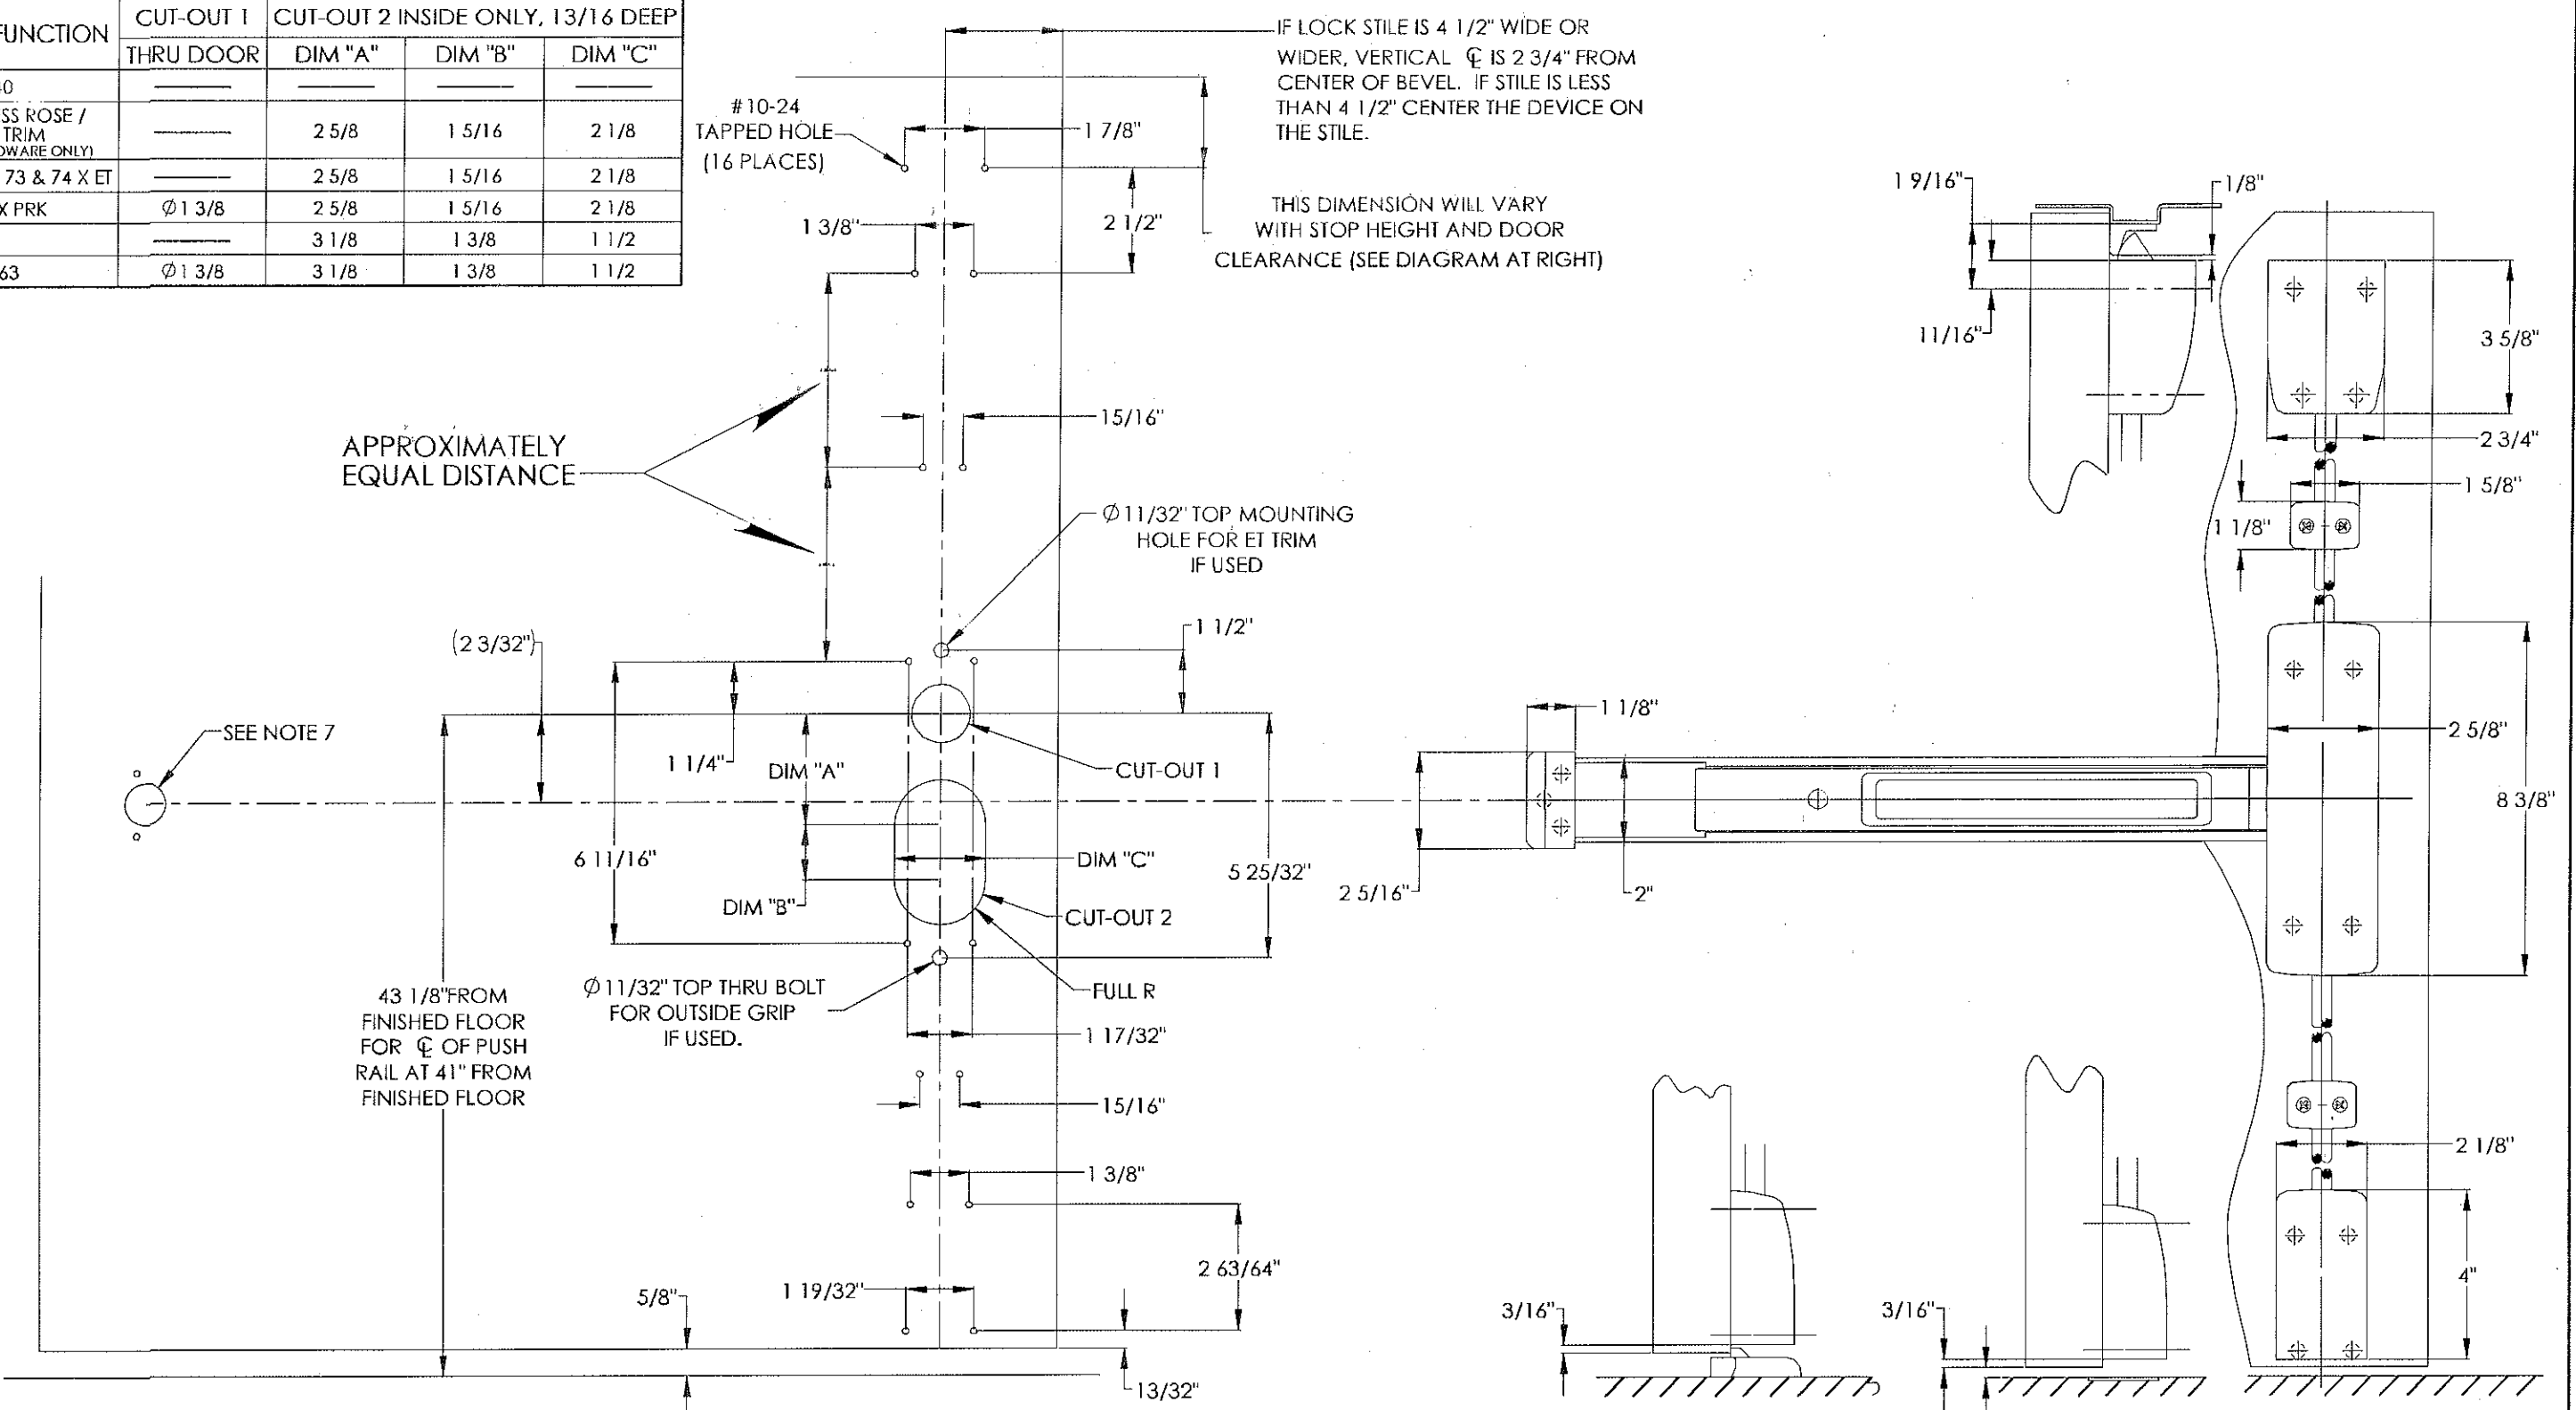 FUNCTION
CUT-OUT 1
CUT-OUT 2 INSIDE ONLY, 13/16 DEEP
THRU DOOR
DIM "A"
DIM "B"
DIM "C"
SS ROSE /
TRIM
DWARE ONLY)
2 5/8 1 5/16 2 1/8
73 & 74 X ET
2 5/8 1 5/16 2 1/8
X PRK
Ø1 3/8 2 5/8 1 5/16 2 1/8
3 1/8 1 3/8 1 1/2
63
Ø1 3/8 3 1/8 1 3/8 1 1/2
IF LOCK STILE IS 4 1/2" WIDE OR
WIDER, VERTICAL ℄ IS 2 3/4" FROM
CENTER OF BEVEL. IF STILE IS LESS
THAN 4 1/2" CENTER THE DEVICE ON
THE STILE.
#10-24
TAPPED HOLE
(16 PLACES)
1 7/8"
1 3/8"
2 1/2"
THIS DIMENSION WILL VARY
WITH STOP HEIGHT AND DOOR
CLEARANCE (SEE DIAGRAM AT RIGHT)
15/16"
APPROXIMATELY
EQUAL DISTANCE
Ø11/32" TOP MOUNTING
HOLE FOR ET TRIM
IF USED
(2 3/32")
1 1/2"
SEE NOTE 7
1 1/4"
DIM "A"
CUT-OUT 1
6 11/16"
DIM "C"
5 25/32"
DIM "B"
CUT-OUT 2
43 1/8"FROM
FINISHED FLOOR
FOR ℄ OF PUSH
RAIL AT 41" FROM
FINISHED FLOOR
Ø11/32" TOP THRU BOLT
FOR OUTSIDE GRIP
IF USED.
FULL R
1 17/32"
15/16"
1 3/8"
2 63/64"
5/8"
1 19/32"
13/32"
1 9/16"
1/8"
11/16"
3 5/8"
2 3/4"
1 5/8"
1 1/8"
1 1/8"
2 5/8"
8 3/8"
2 5/16"
2"
2 1/8"
4"
3/16"
3/16"